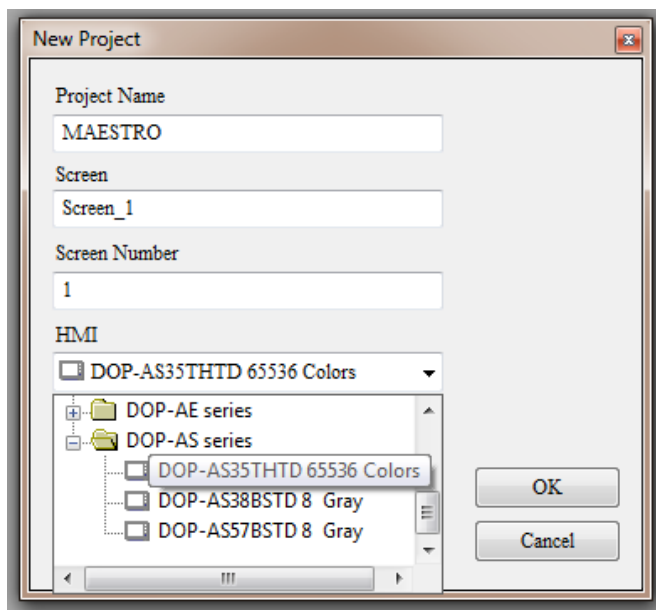 New Project
Project Name
MAESTRO
Screen
Screen_1
Screen Number
1
HMI
DOP-AS35THTD 65536 Colors
DOP-AE series
DOP-AS series
DOP-AS35THTD 65536 Colors
DOP-AS38BSTD 8 Gray
DOP-AS57BSTD 8 Gray
OK
Cancel